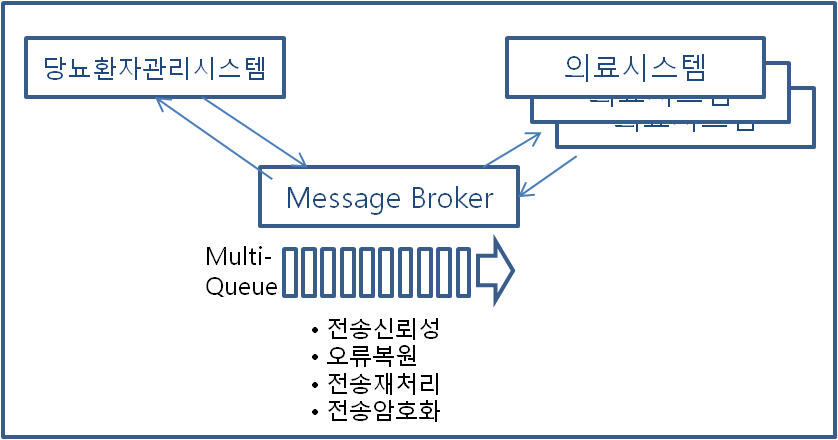 당뇨환자관리시스템
의료시스템
Message Broker
Multi-
Queue
• 전송신뢰성
• 오류복원
• 전송재처리
• 전송암호화